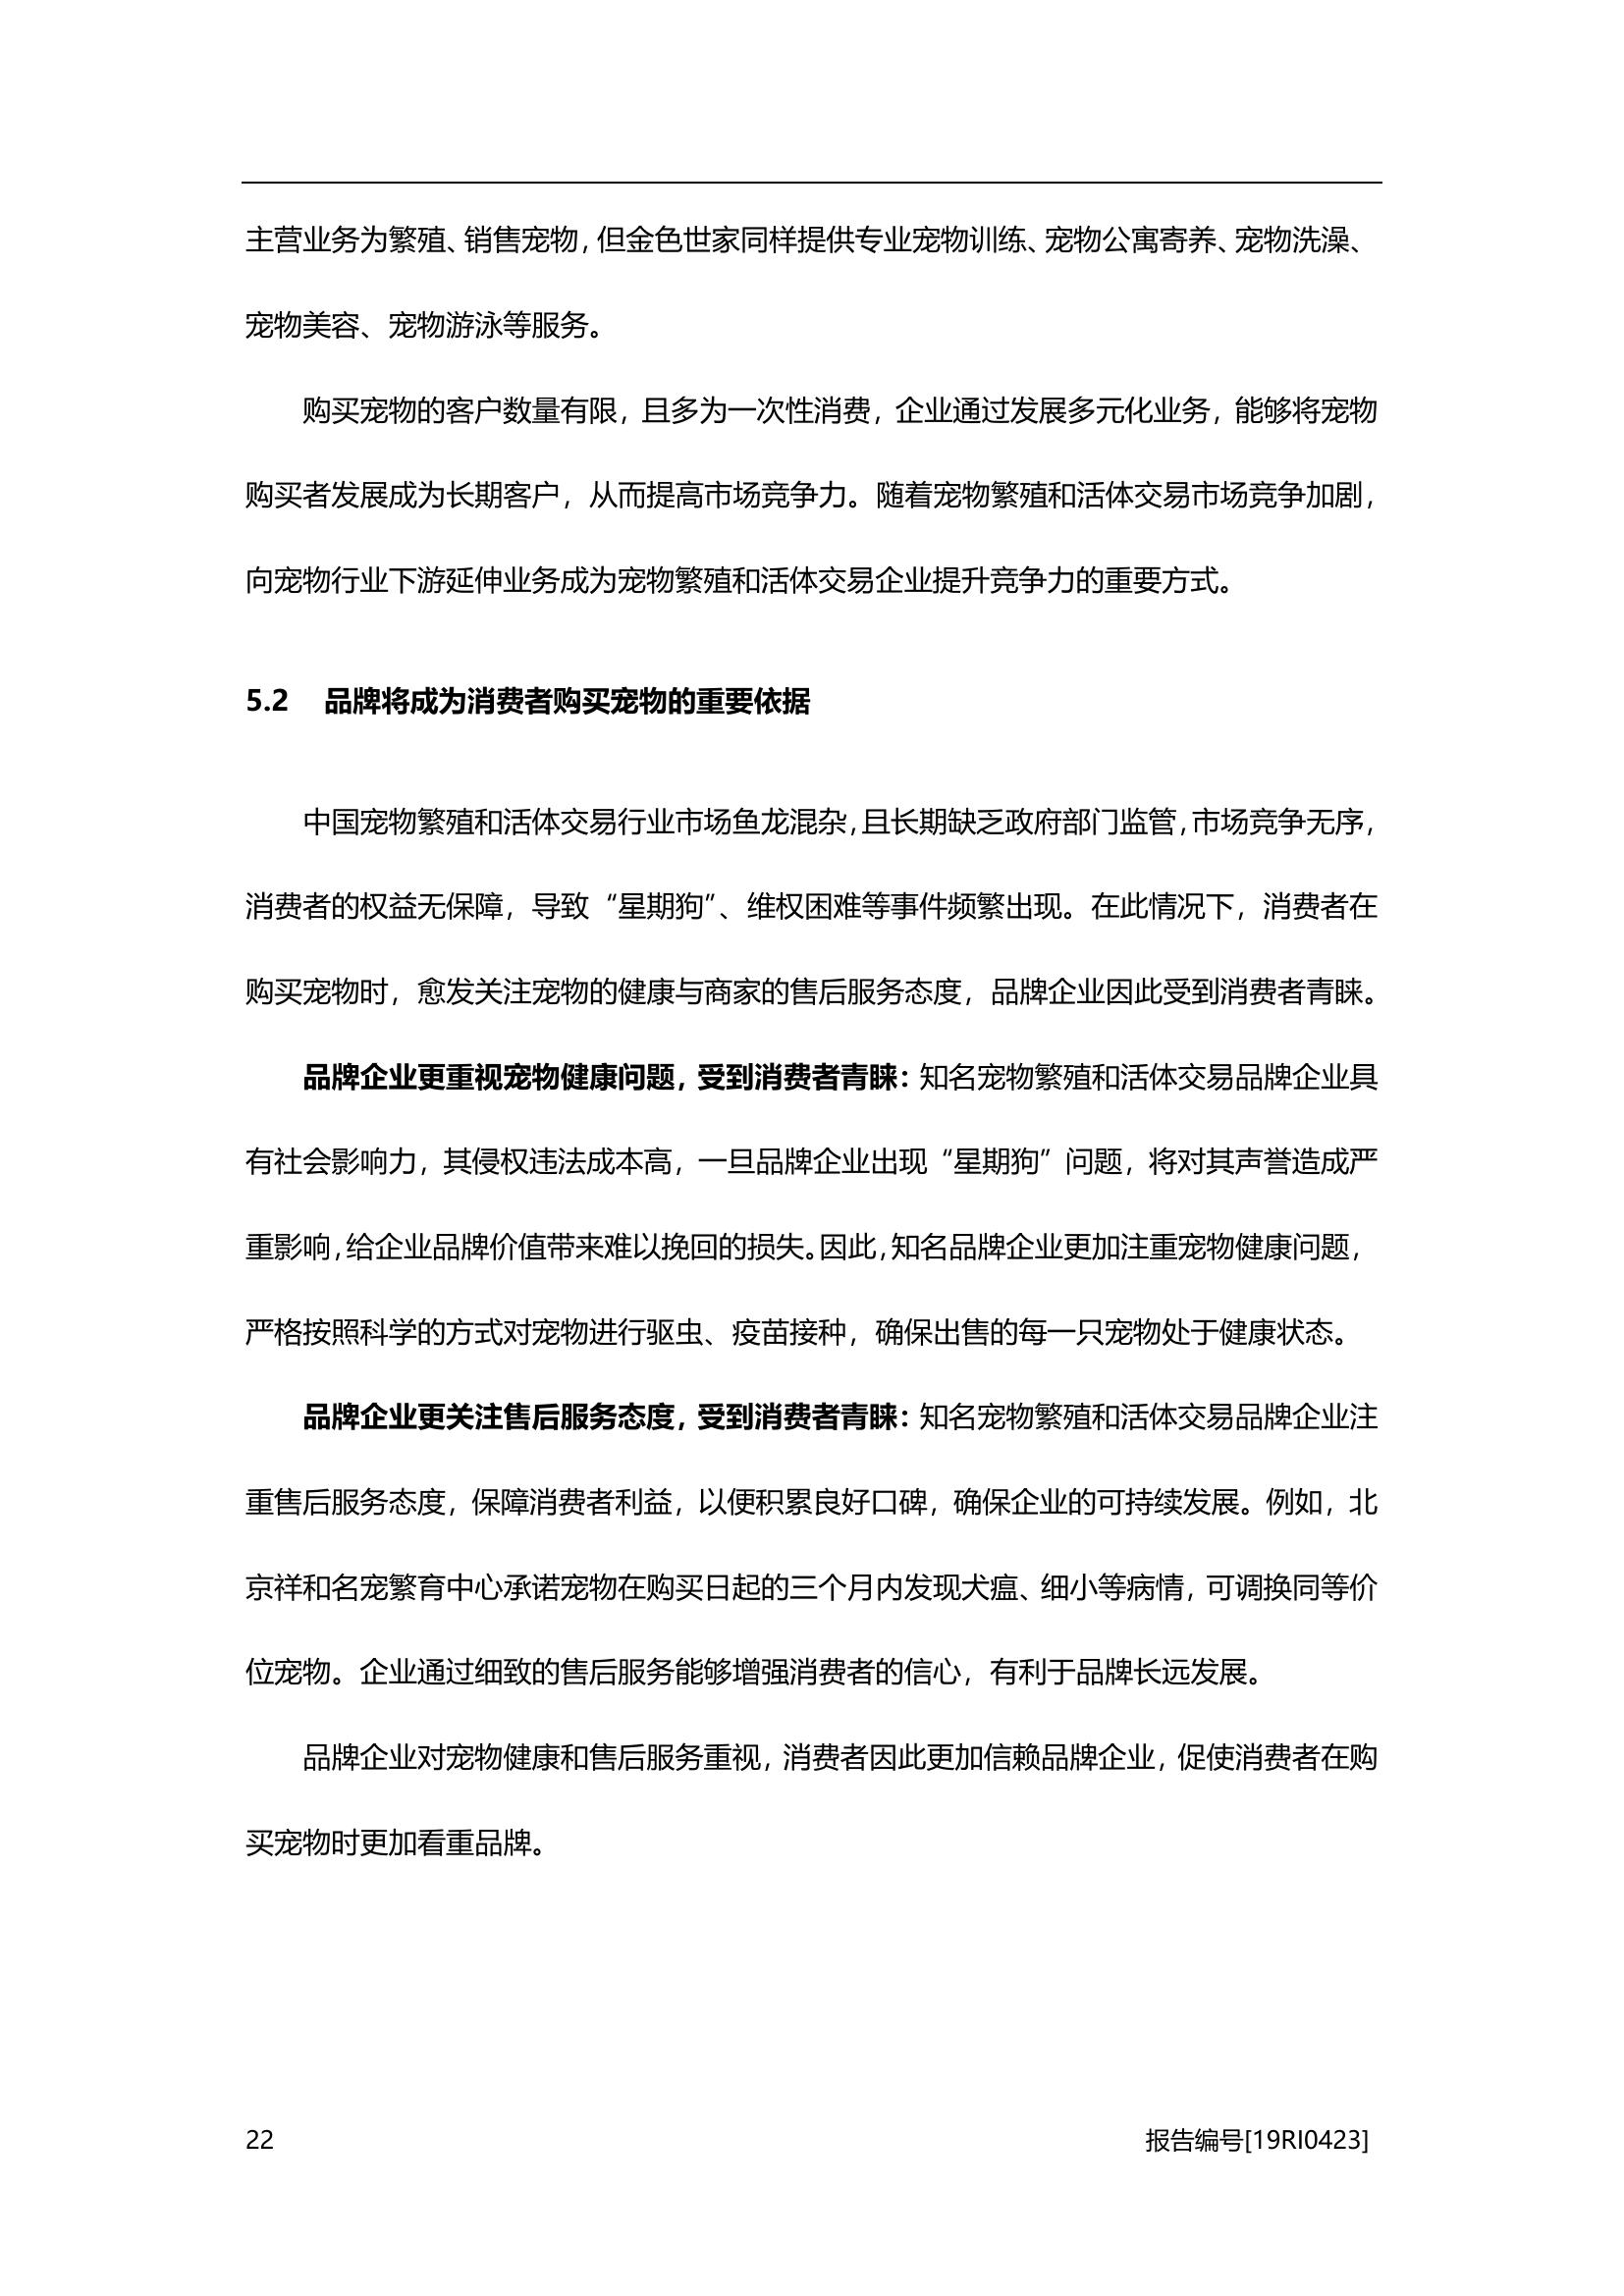 主营业务为繁殖、销售宠物，但金色世家同样提供专业宠物训练、宠物公寓寄养、宠物洗澡、
宠物美容、宠物游泳等服务。
购买宠物的客户数量有限，且多为一次性消费，企业通过发展多元化业务，能够将宠物
购买者发展成为长期客户，从而提高市场竞争力。随着宠物繁殖和活体交易市场竞争加剧，
向宠物行业下游延伸业务成为宠物繁殖和活体交易企业提升竞争力的重要方式。
5.2 品牌将成为消费者购买宠物的重要依据
中国宠物繁殖和活体交易行业市场鱼龙混杂，且长期缺乏政府部门监管，市场竞争无序，
消费者的权益无保障，导致“星期狗”、维权困难等事件频繁出现。在此情况下，消费者在
购买宠物时，愈发关注宠物的健康与商家的售后服务态度，品牌企业因此受到消费者青睐。
品牌企业更重视宠物健康问题，受到消费者青睐：知名宠物繁殖和活体交易品牌企业具
有社会影响力，其侵权违法成本高，一旦品牌企业出现“星期狗”问题，将对其声誉造成严
重影响，给企业品牌价值带来难以挽回的损失。因此，知名品牌企业更加注重宠物健康问题，
严格按照科学的方式对宠物进行驱虫、疫苗接种，确保出售的每一只宠物处于健康状态。
品牌企业更关注售后服务态度，受到消费者青睐：知名宠物繁殖和活体交易品牌企业注
重售后服务态度，保障消费者利益，以便积累良好口碑，确保企业的可持续发展。例如，北
京祥和名宠繁育中心承诺宠物在购买日起的三个月内发现犬瘟、细小等病情，可调换同等价
位宠物。企业通过细致的售后服务能够增强消费者的信心，有利于品牌长远发展。
品牌企业对宠物健康和售后服务重视，消费者因此更加信赖品牌企业，促使消费者在购
买宠物时更加看重品牌。
22 报告编号[19RI0423]